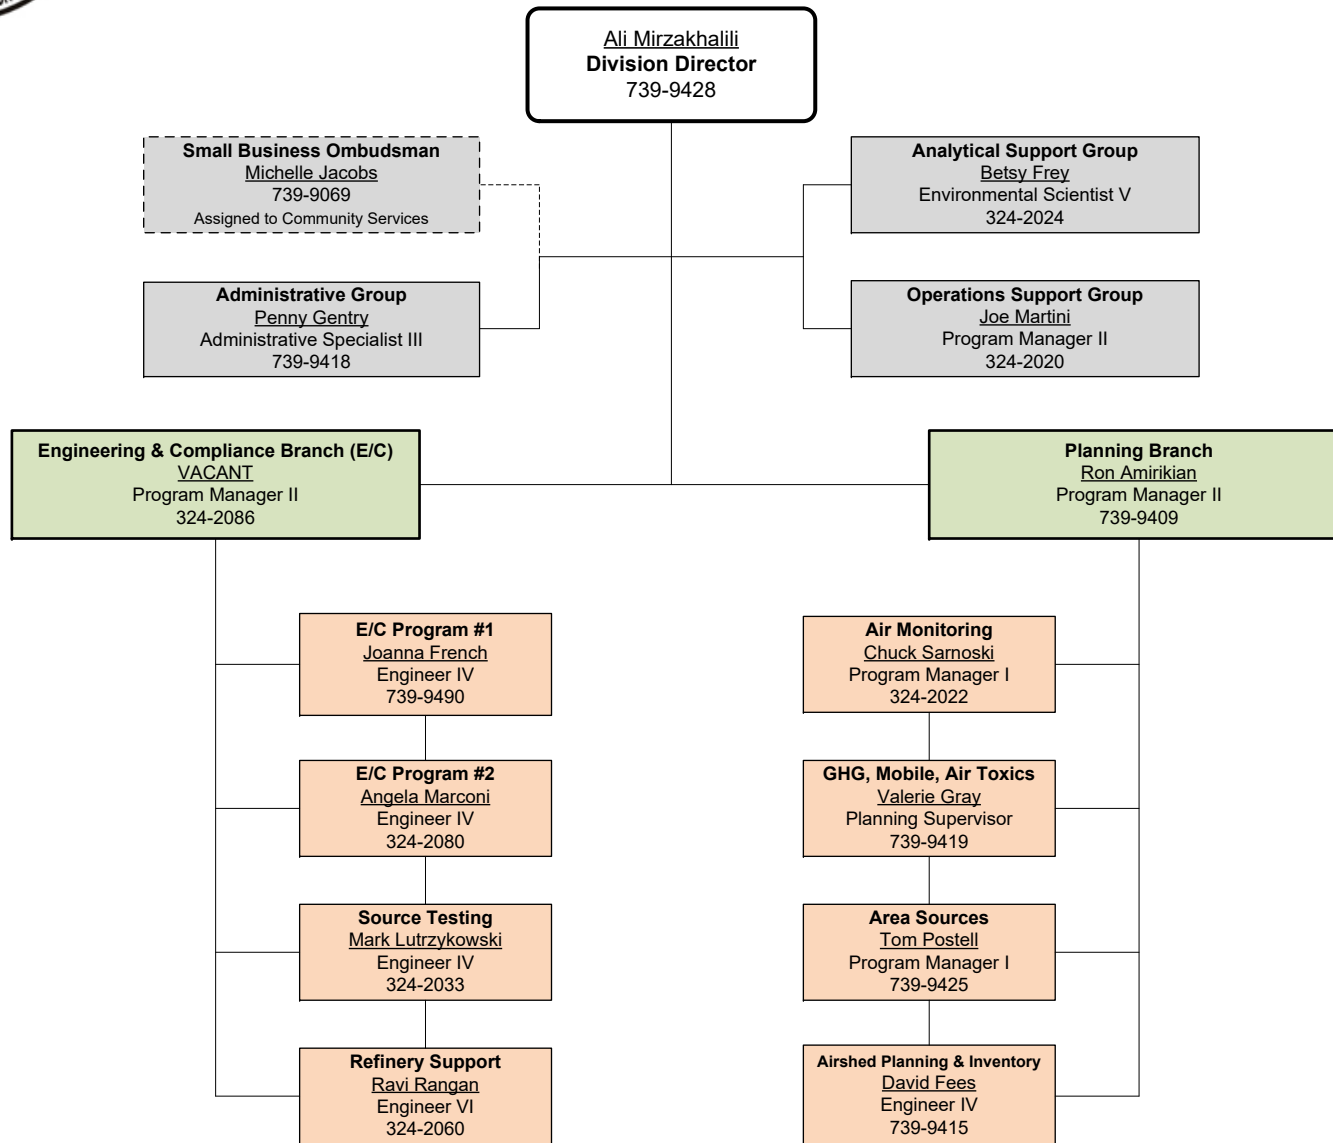 Ali Mirzakhalili
Division Director
739-9428
Small Business Ombudsman
Michelle Jacobs
739-9069
Assigned to Community Services
Analytical Support Group
Betsy Frey
Environmental Scientist V
324-2024
Administrative Group
Penny Gentry
Administrative Specialist III
739-9418
Operations Support Group
Joe Martini
Program Manager II
324-2020
Engineering & Compliance Branch (E/C)
VACANT
Program Manager II
324-2086
Planning Branch
Ron Amirikian
Program Manager II
739-9409
E/C Program #1
Joanna French
Engineer IV
739-9490
Air Monitoring
Chuck Sarnoski
Program Manager I
324-2022
E/C Program #2
Angela Marconi
Engineer IV
324-2080
GHG, Mobile, Air Toxics
Valerie Gray
Planning Supervisor
739-9419
Source Testing
Mark Lutrzykowski
Engineer IV
324-2033
Area Sources
Tom Postell
Program Manager I
739-9425
Refinery Support
Ravi Rangan
Engineer VI
324-2060
Airshed Planning & Inventory
David Fees
Engineer IV
739-9415